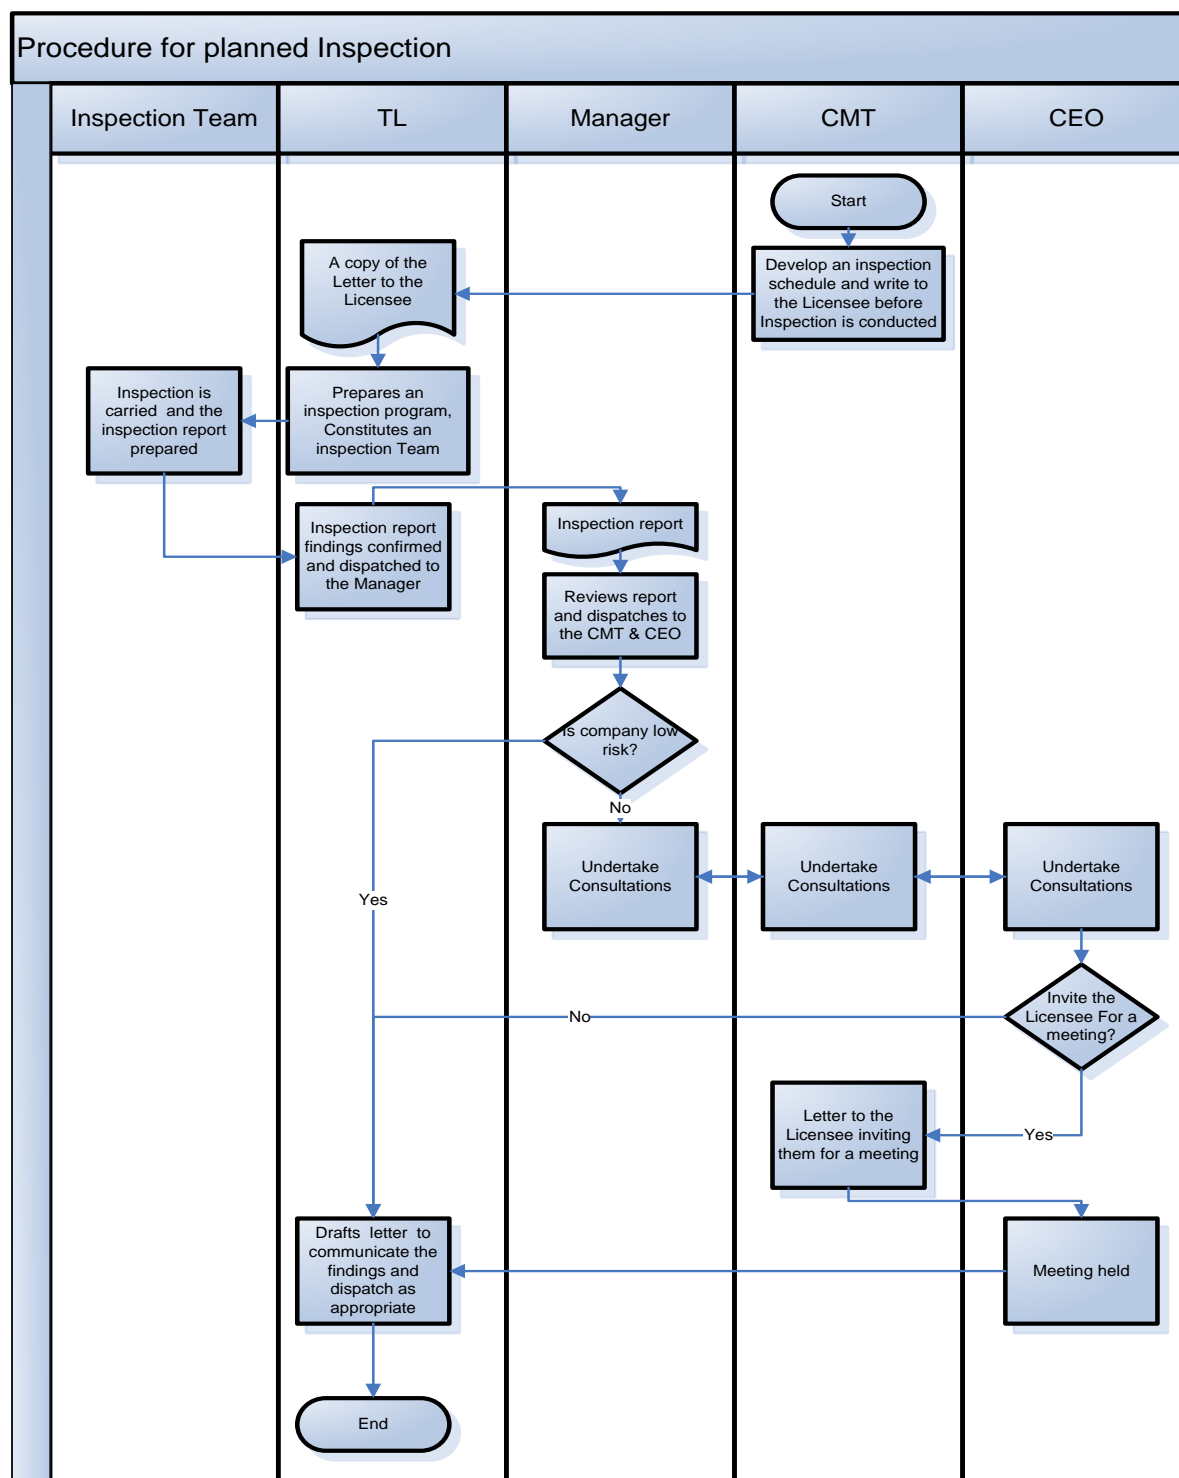 Procedure for planned Inspection
Inspection Team
TL
Manager
CMT
CEO
Start
A copy of the
Letter to the
Licensee
Develop an inspection
schedule and write to
the Licensee before
Inspection is conducted
Inspection is
carried and the
inspection report
prepared
Prepares an
inspection program,
Constitutes an
inspection Team
Inspection report
findings confirmed
and dispatched to
the Manager
Inspection report
Reviews report
and dispatches to
the CMT & CEO
Is company low
risk?
No
Undertake
Consultations
Undertake
Consultations
Undertake
Consultations
Yes
Invite the
Licensee For a
meeting?
No
Letter to the
Licensee inviting
them for a meeting
Yes
Drafts letter to
communicate the
findings and
dispatch as
appropriate
Meeting held
End